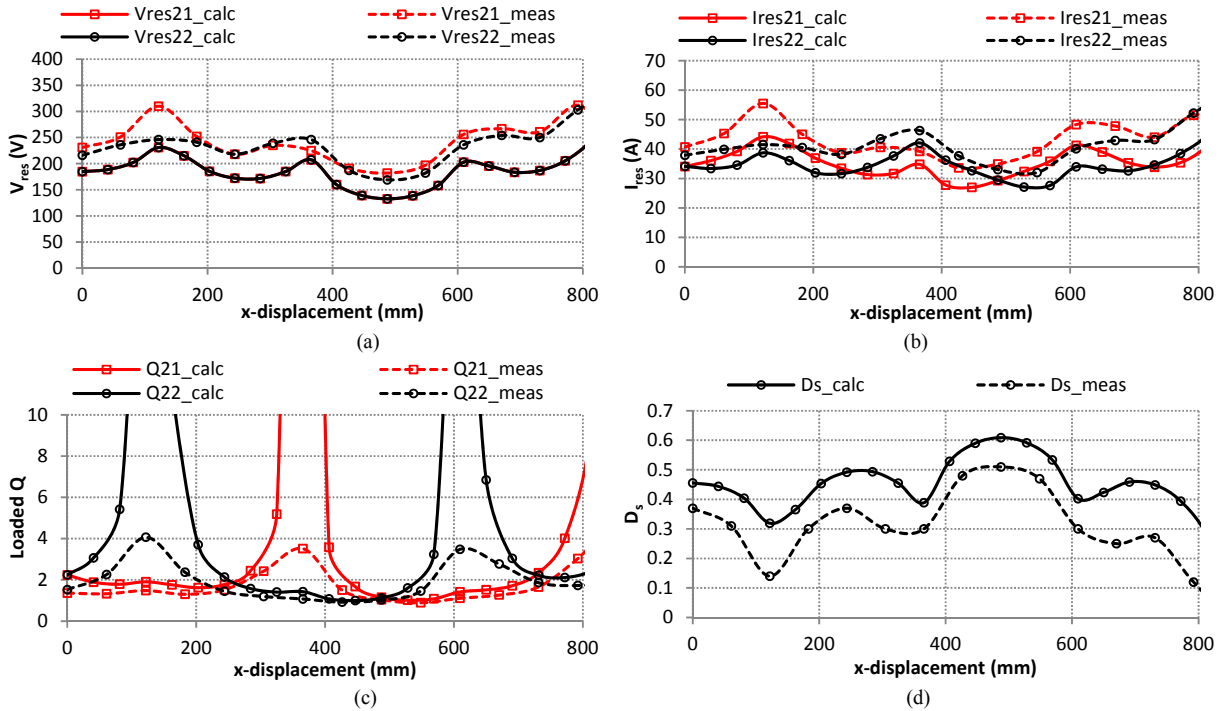 (a)
Vres21_calc
Vres21_meas
Vres22_calc
Vres22_meas
400
350
300
250
200
150
100
50
0
V_res (V)
0 200 400 600 800
x-displacement (mm)
(a)
(b)
Ires21_calc
Ires21_meas
Ires22_calc
Ires22_meas
70
60
50
40
30
20
10
0
I_res (A)
0 200 400 600 800
x-displacement (mm)
(b)
Q21_calc
Q21_meas
Q22_calc
Q22_meas
10
8
6
4
2
0
Loaded Q
0 200 400 600 800
x-displacement (mm)
(c)
Ds_calc
Ds_meas
0.7
0.6
0.5
0.4
0.3
0.2
0.1
0
D_s
0 200 400 600 800
x-displacement (mm)
(d)